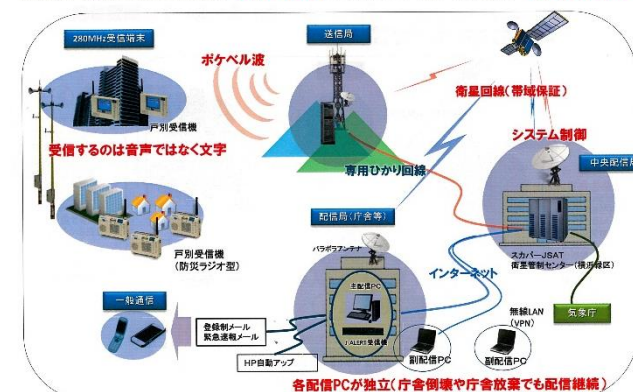 280MHz受信端末
送信局
ポケベル波
戸別受信機
受信するのは音声ではなく文字
戸別受信機
(防災ラジオ型)
衛星回線(帯域保証)
システム制御
中央配信局
専用ひかり回線
配信局(庁舎等)
パラボラアンテナ
スカパーJSAT
衛星管制センター(横浜緑区)
インターネット
主配信PC
J-ALERT受信機
一般通信
登録制メール
緊急速報メール
HP自動アップ
無線LAN
(VPN)
気象庁
副配信PC
副配信PC
各配信PCが独立(庁舎倒壊や庁舎放棄でも配信継続)